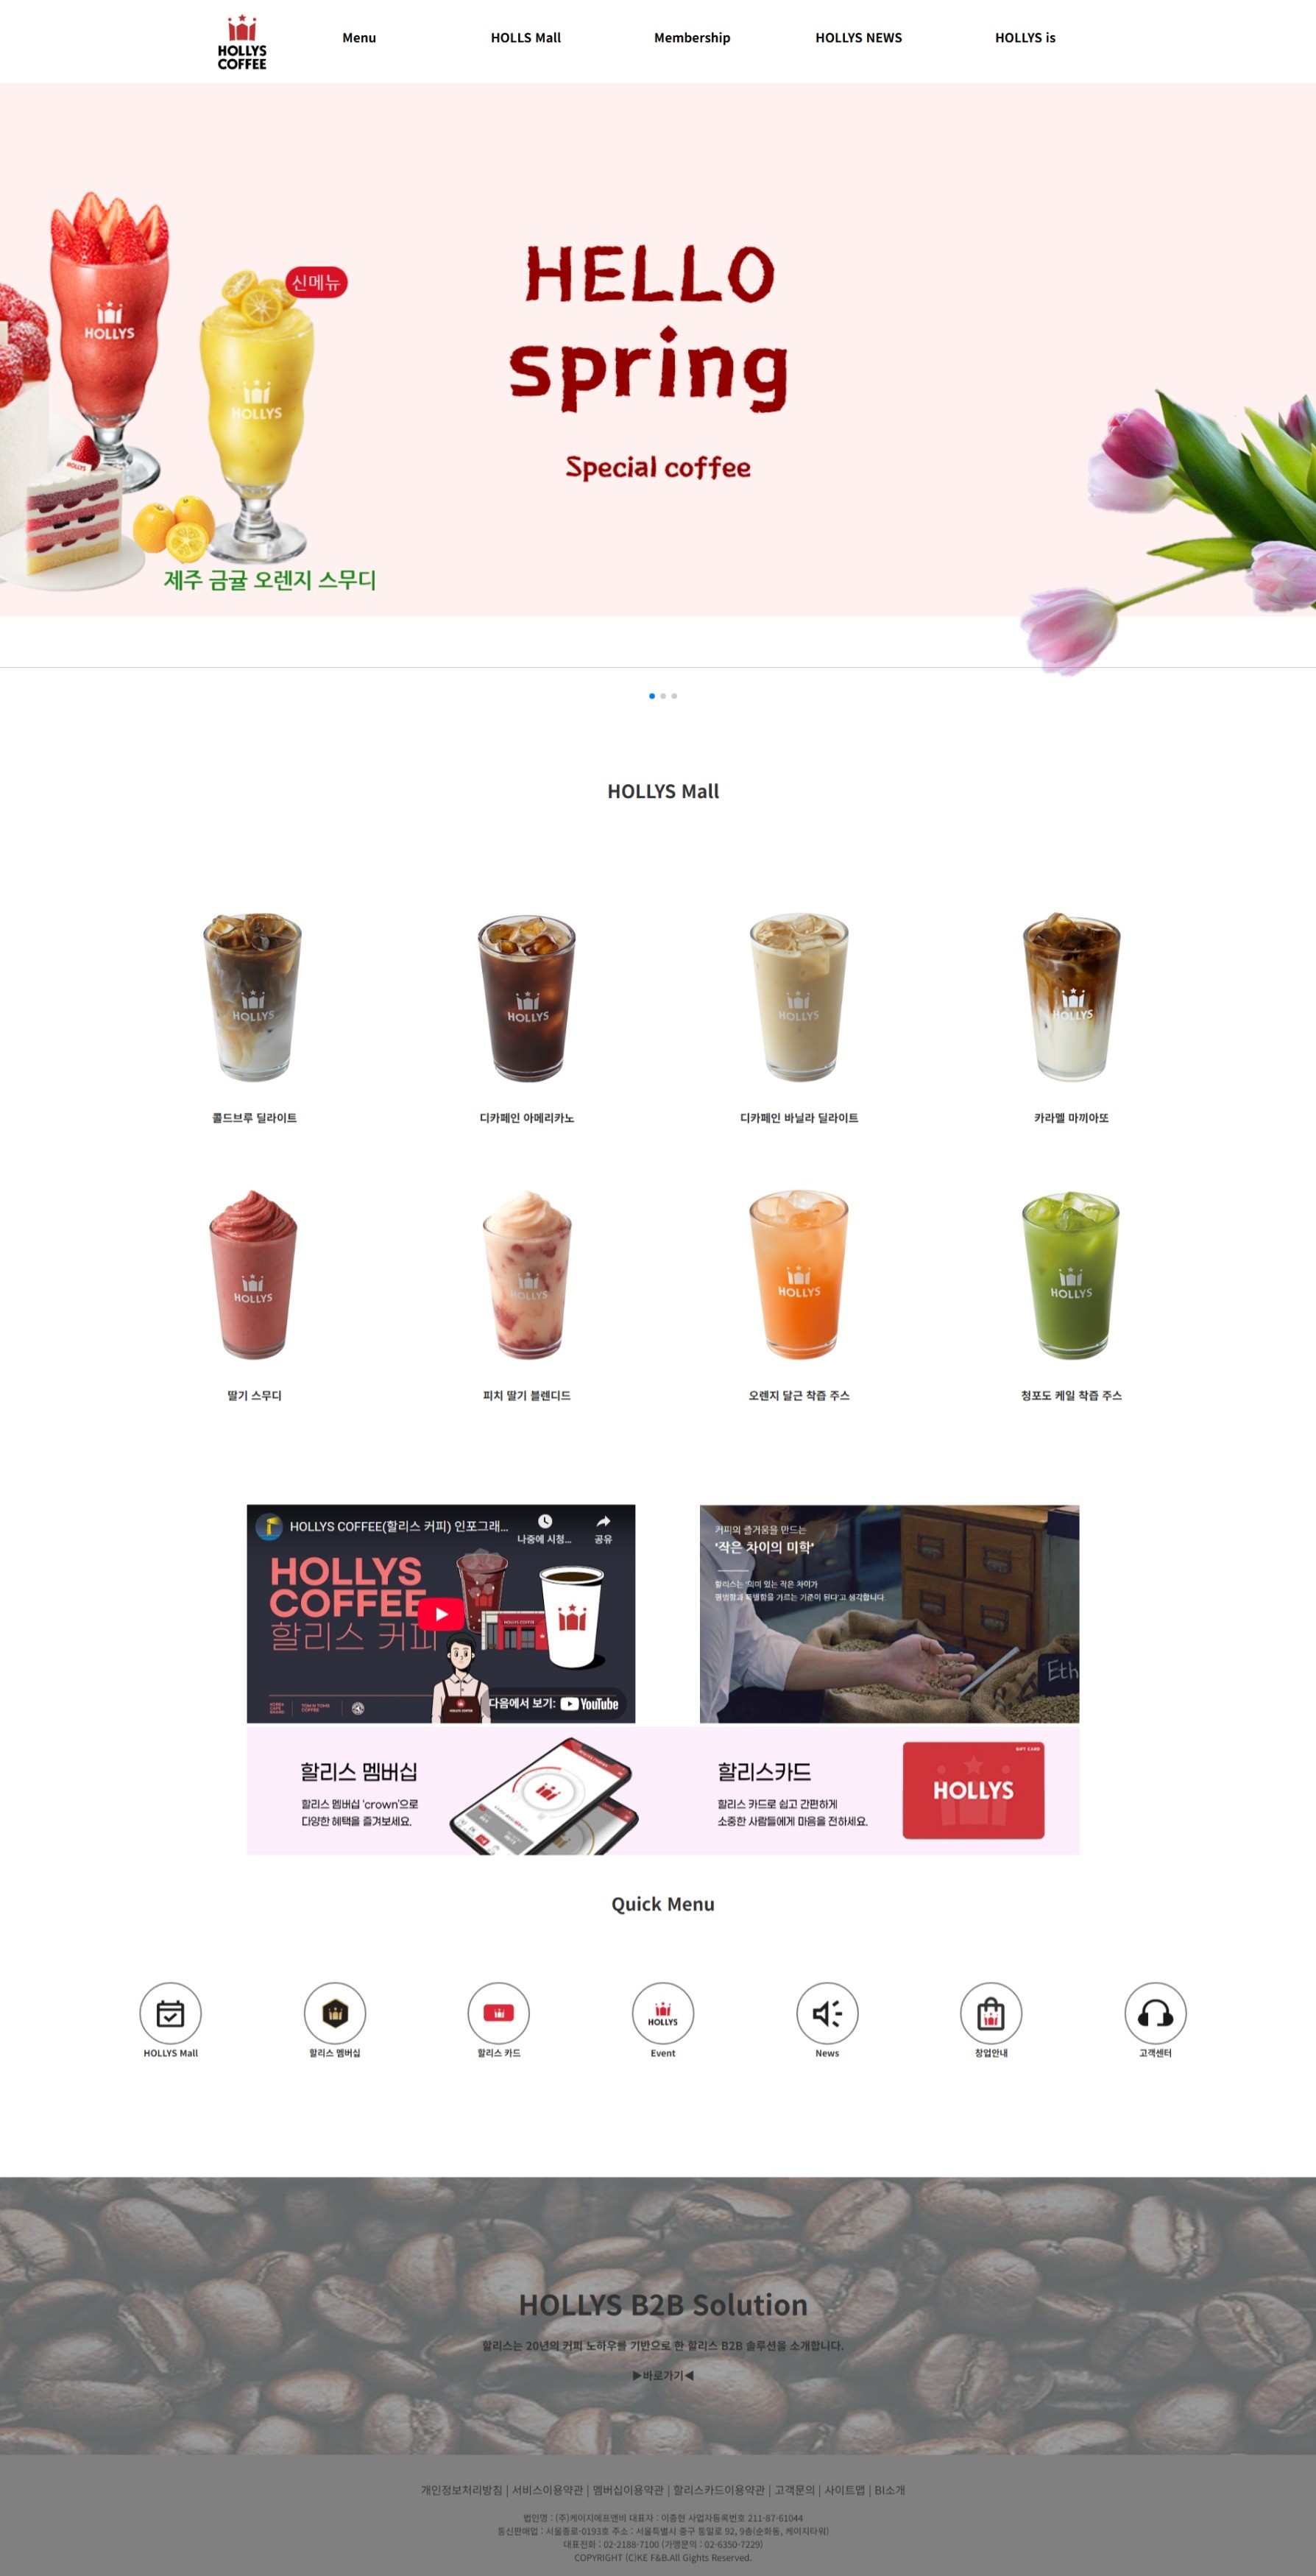 HOLLYS
COFFEE
Menu
HOLLS Mall
Membership
HOLLYS NEWS
HOLLYS is
HELLO
spring
Special coffee
신메뉴
HOLLYS
HOLLYS
HOLLYS
제주 금귤 오렌지 스무디
HOLLYS Mall
HOLLYS
HOLLYS
HOLLYS
HOLLYS
콜드브루 딜라이트
디카페인 아메리카노
디카페인 바닐라 딜라이트
카라멜 마끼아또
HOLLYS
HOLLYS
HOLLYS
HOLLYS
딸기 스무디
피치 딸기 블렌디드
오렌지 달근 착즙 주스
청포도 케일 착즙 주스
HOLLYS COFFEE(할리스 커피) 인포그래...
나중에 시청...
공유
HOLLYS
COFFEE
할리스 커피
HOLLYS COFFEE
다음에서 보기: YouTube
커피의 즐거움을 만드는
'작은 차이의 미학'
할리스는 '의미 있는 작은 차이가
평범함과 특별함을 가르는 기준이 된다'고 생각합니다.
Eth
할리스 멤버십
할리스 멤버십 'crown'으로
다양한 혜택을 즐겨보세요.
할리스카드
할리스 카드로 쉽고 간편하게
소중한 사람들에게 마음을 전하세요.
GIFT CARD
HOLLYS
Quick Menu
HOLLYS
HOLLYS Mall
할리스 멤버십
할리스 카드
Event
News
창업안내
고객센터
HOLLYS B2B Solution
할리스는 20년의 커피 노하우를 기반으로 한 할리스 B2B 솔루션을 소개합니다.
▶바로가기◀
개인정보처리방침 | 서비스이용약관 | 멤버십이용약관 | 할리스카드이용약관 | 고객문의 | 사이트맵 | BI소개
법인명 : (주)케이지에프앤비 대표자 : 이종현 사업자등록번호 211-87-61044
통신판매업 : 서울종로-0193호 주소 : 서울특별시 중구 통일로 92, 9층(순화동, 케이지타워)
대표전화 : 02-2188-7100 (가맹문의 : 02-6350-7229)
COPYRIGHT (C)KE F&B.All Gights Reserved.